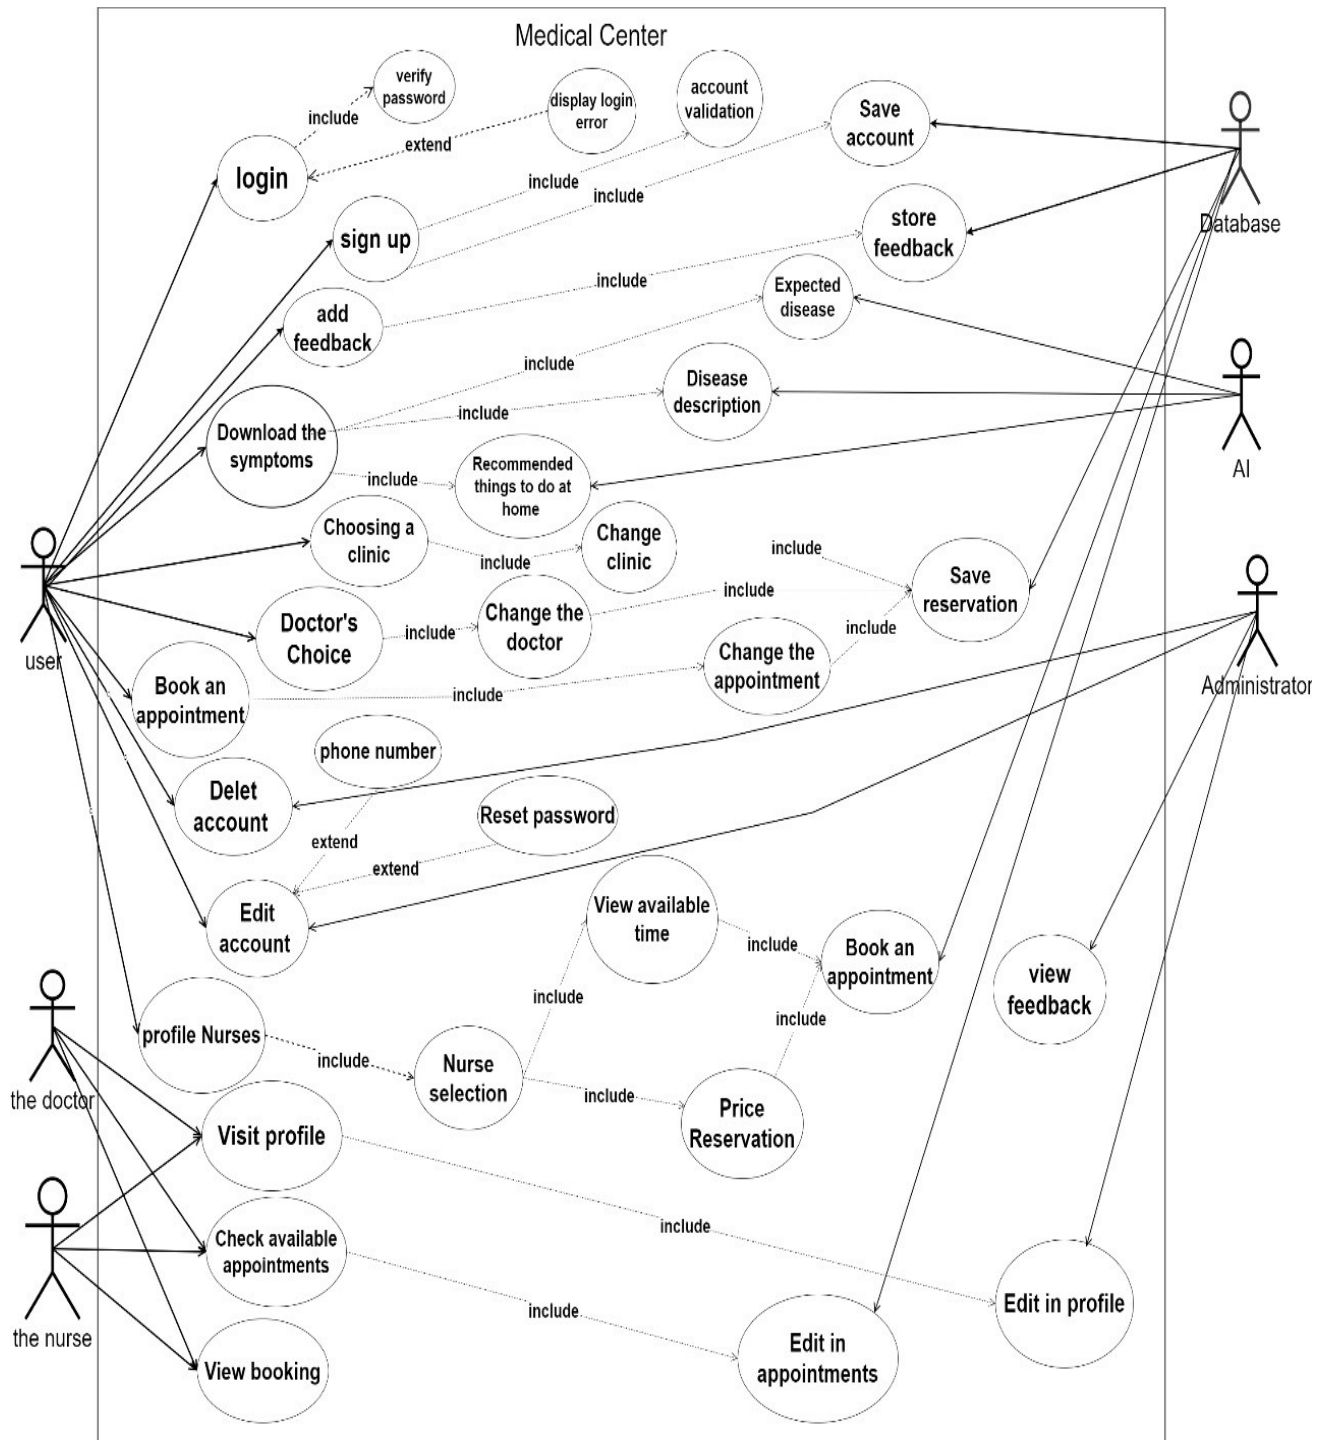 Medical Center
verify
password
include
display login
error
account
validation
Save
account
extend
login
include
include
sign up
store
feedback
Database
include
Expected
disease
add
feedback
include
Disease
description
include
Download the
symptoms
include
Recommended
things to do at
home
AI
Choosing a
clinic
include
Change
clinic
include
Save
reservation
include
Doctor's
Choice
include
Change the
doctor
include
Change the
appointment
user
Book an
appointment
include
Administrator
phone number
Delet
account
Reset password
extend
extend
Edit
account
View available
time
include
Book an
appointment
include
include
view
feedback
profile Nurses
include
Nurse
selection
include
Price
Reservation
the doctor
Visit profile
include
Check available
appointments
include
Edit in profile
the nurse
View booking
Edit in
appointments